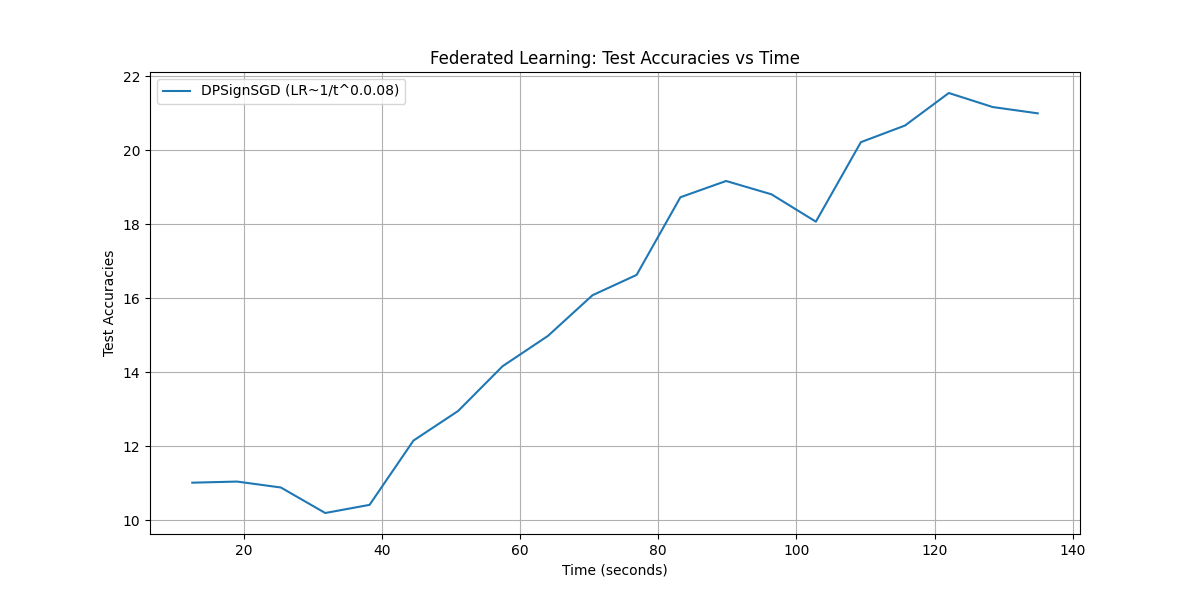 Federated Learning: Test Accuracies vs Time
DPSignSGD (LR~1/t^0.0.08)
22
20
18
16
14
12
10
Test Accuracies
20 40 60 80 100 120 140
Time (seconds)